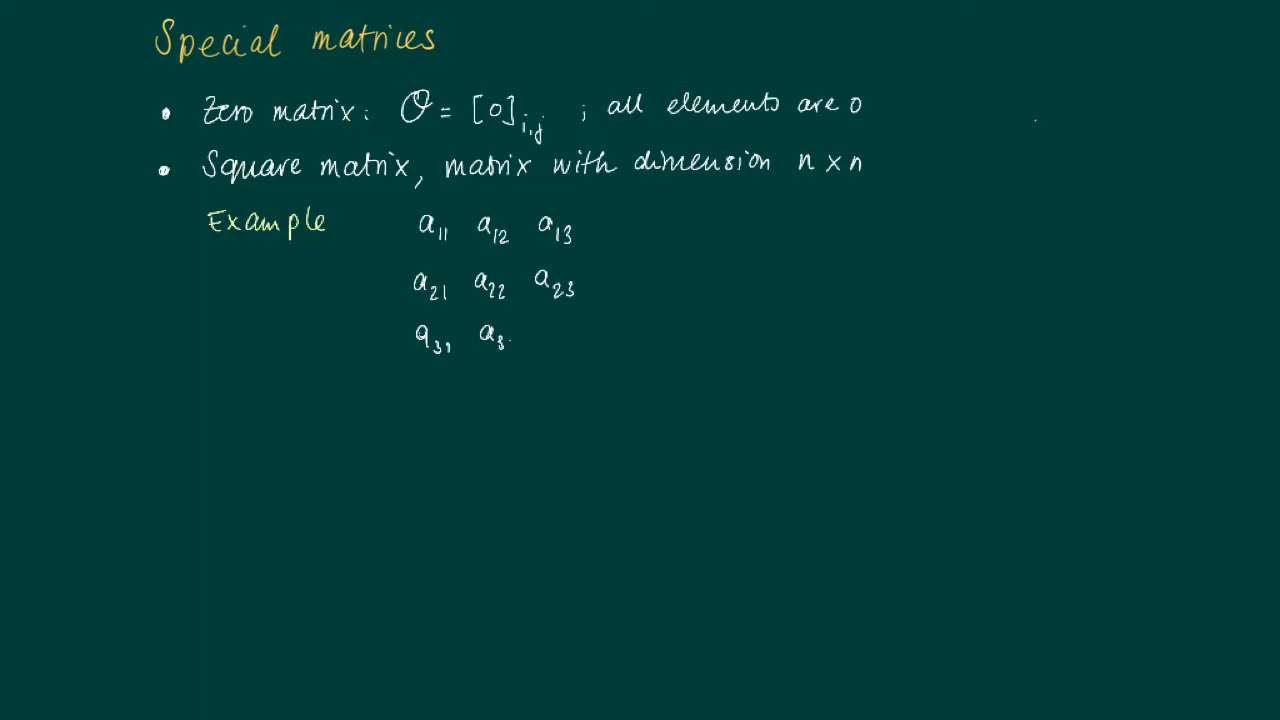 Special matrices
• Zero matrix: O = [0]i,j ; all elements are 0
• Square matrix, matrix with dimension n x n
Example a11 a12 a13
a21 a22 a23
a31 a3